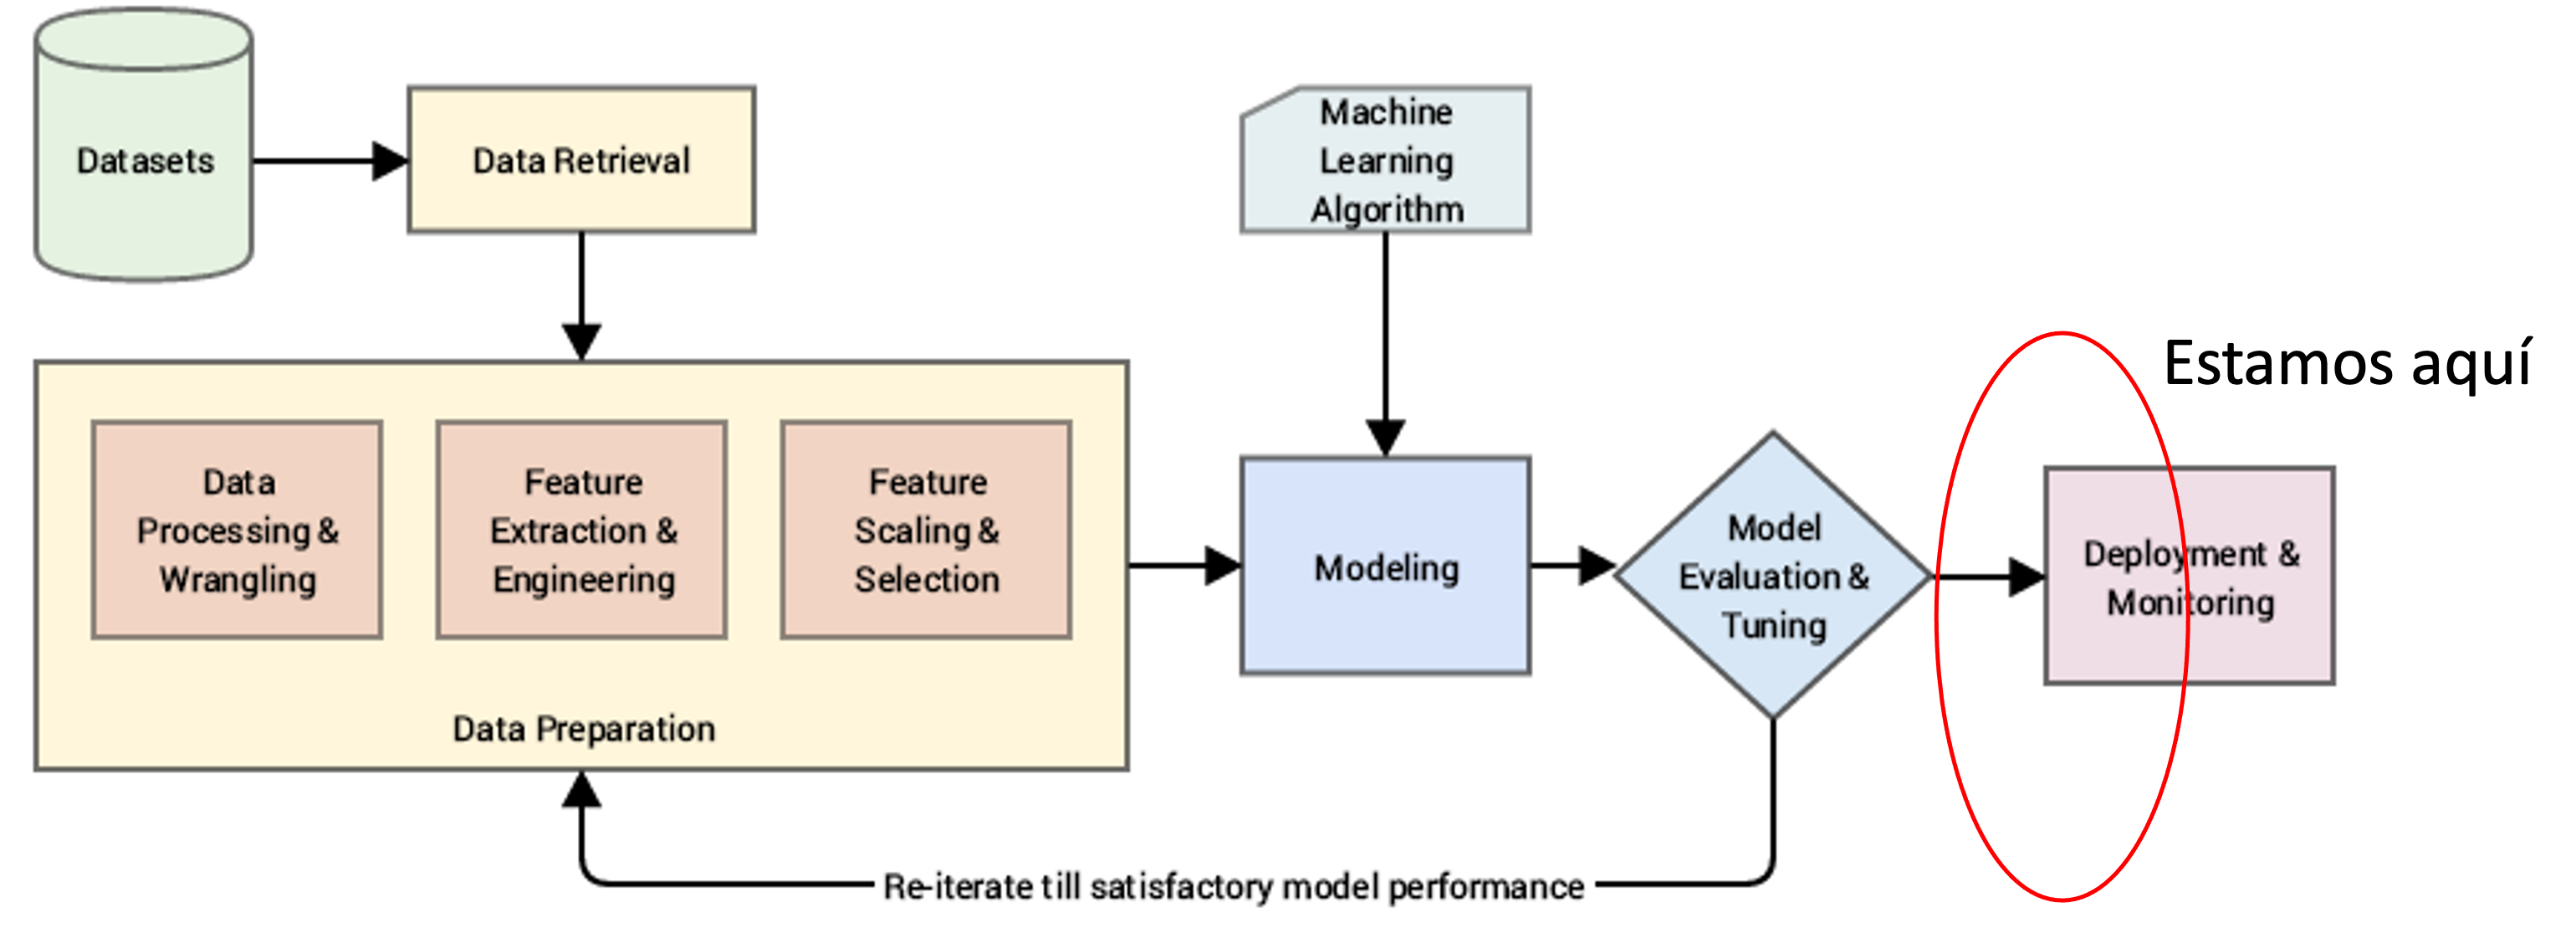 Datasets
Data Retrieval
Machine
Learning
Algorithm
Estamos aquí
Data
Processing &
Wrangling
Feature
Extraction &
Engineering
Feature
Scaling &
Selection
Data Preparation
Modeling
Model
Evaluation &
Tuning
Deployment &
Monitoring
Re-iterate till satisfactory model performance